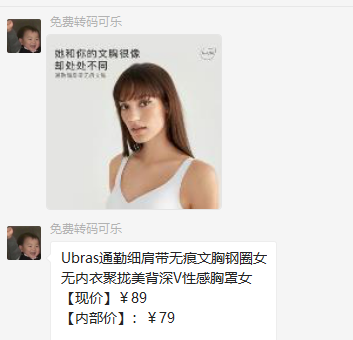 免费转码可乐
她和你的文胸很像
却处处不同
免费转码可乐
Ubras通勤细肩带无痕文胸钢圈女
无内衣聚拢美背深V性感胸罩女
【现价】￥89
【内部价】：￥79